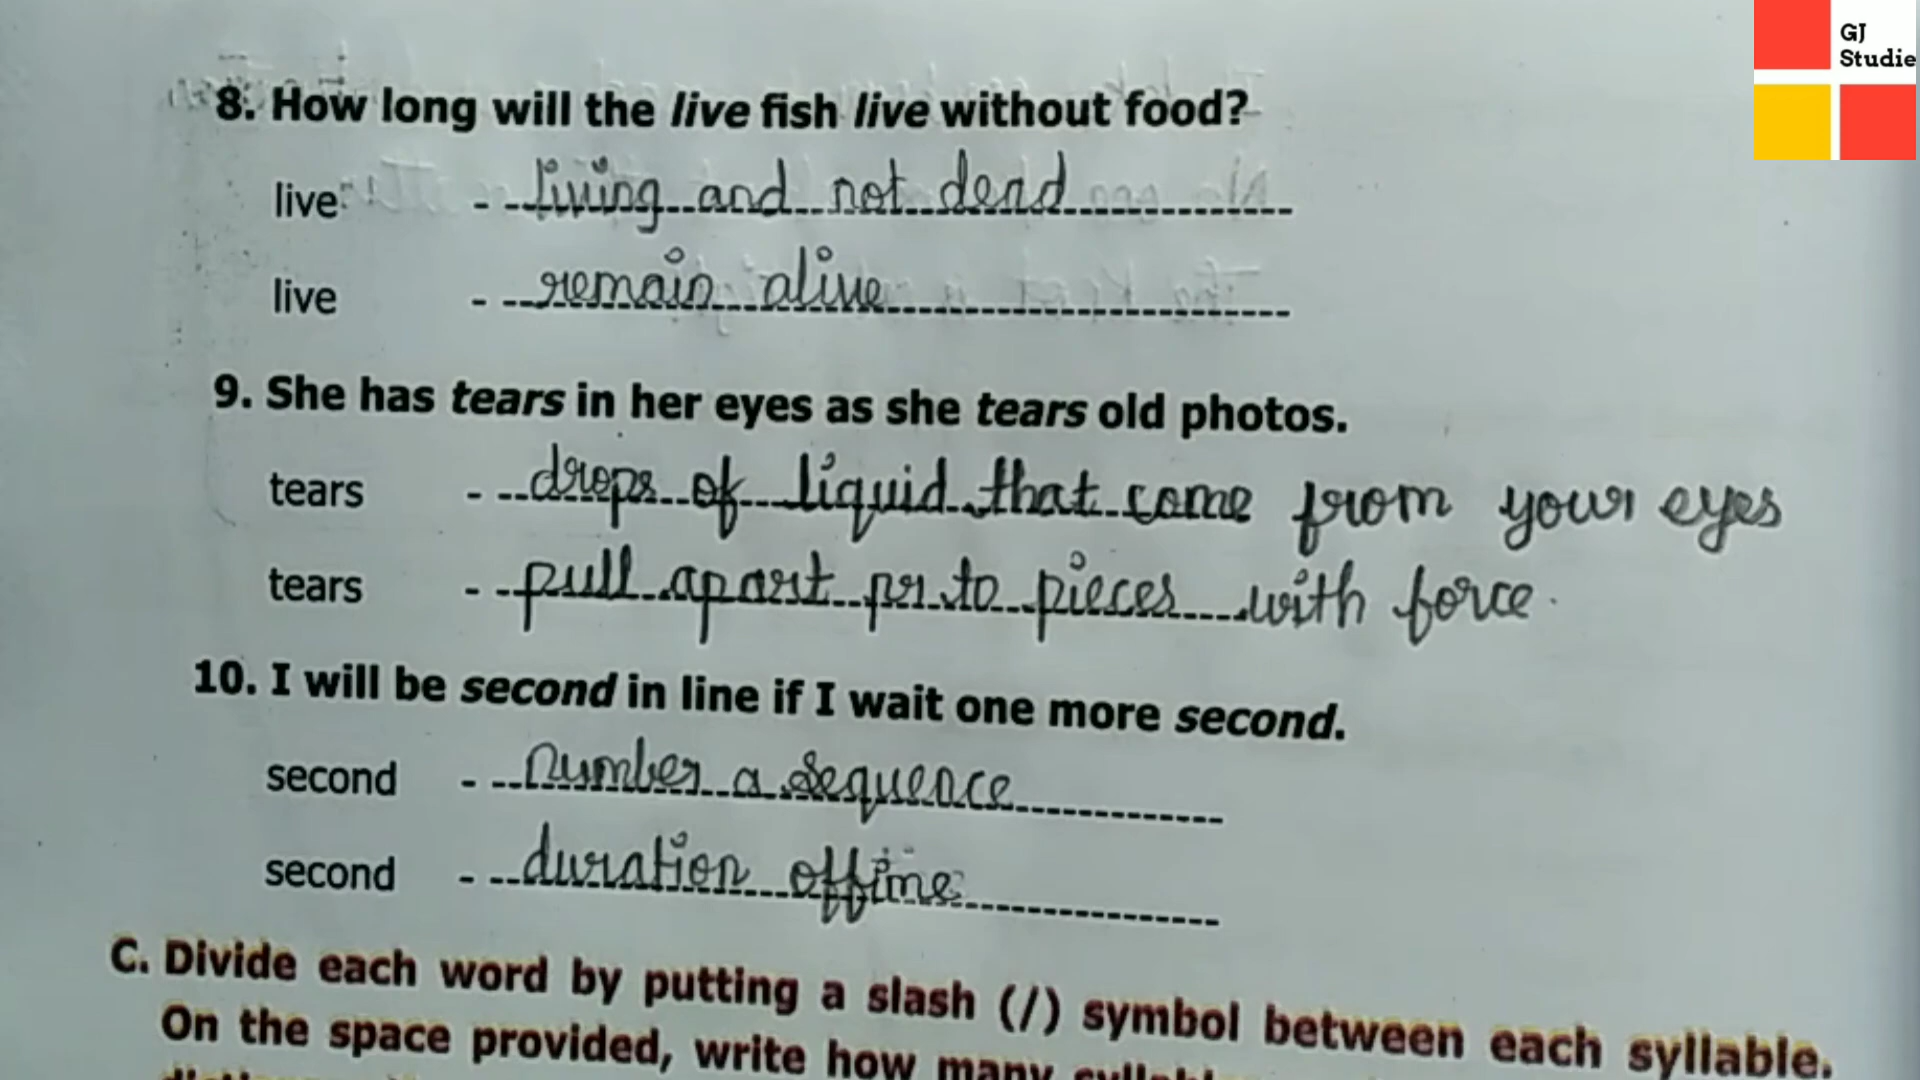 GJ
Studie
8. How long will the live fish live without food?
live - living and not dead
live - remain alive
9. She has tears in her eyes as she tears old photos.
tears - drops of liquid that come from your eyes
tears - pull apart or to pieces with force.
10. I will be second in line if I wait one more second.
second - number a sequence
second - duration of time
C. Divide each word by putting a slash (/) symbol between each syllable.
On the space provided, write how many